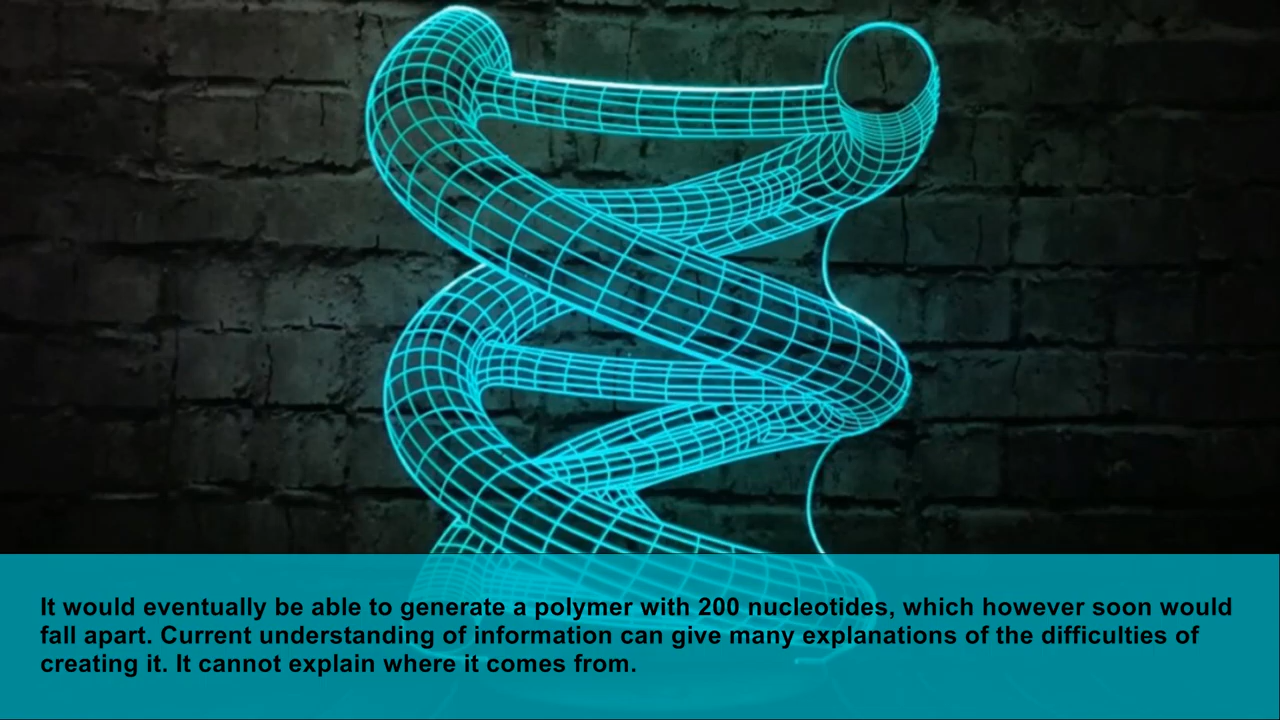 It would eventually be able to generate a polymer with 200 nucleotides, which however soon would
fall apart. Current understanding of information can give many explanations of the difficulties of
creating it. It cannot explain where it comes from.